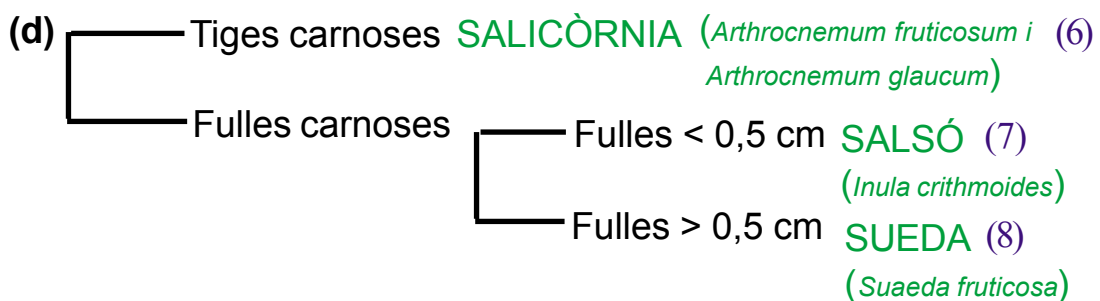 (d) Tiges carnoses SALICÒRNIA (Arthrocnemum fruticosum i (6)
Arthrocnemum glaucum)
Fulles carnoses
Fulles < 0,5 cm SALSÓ (7)
(Inula crithmoides)
Fulles > 0,5 cm SUEDA (8)
(Suaeda fruticosa)